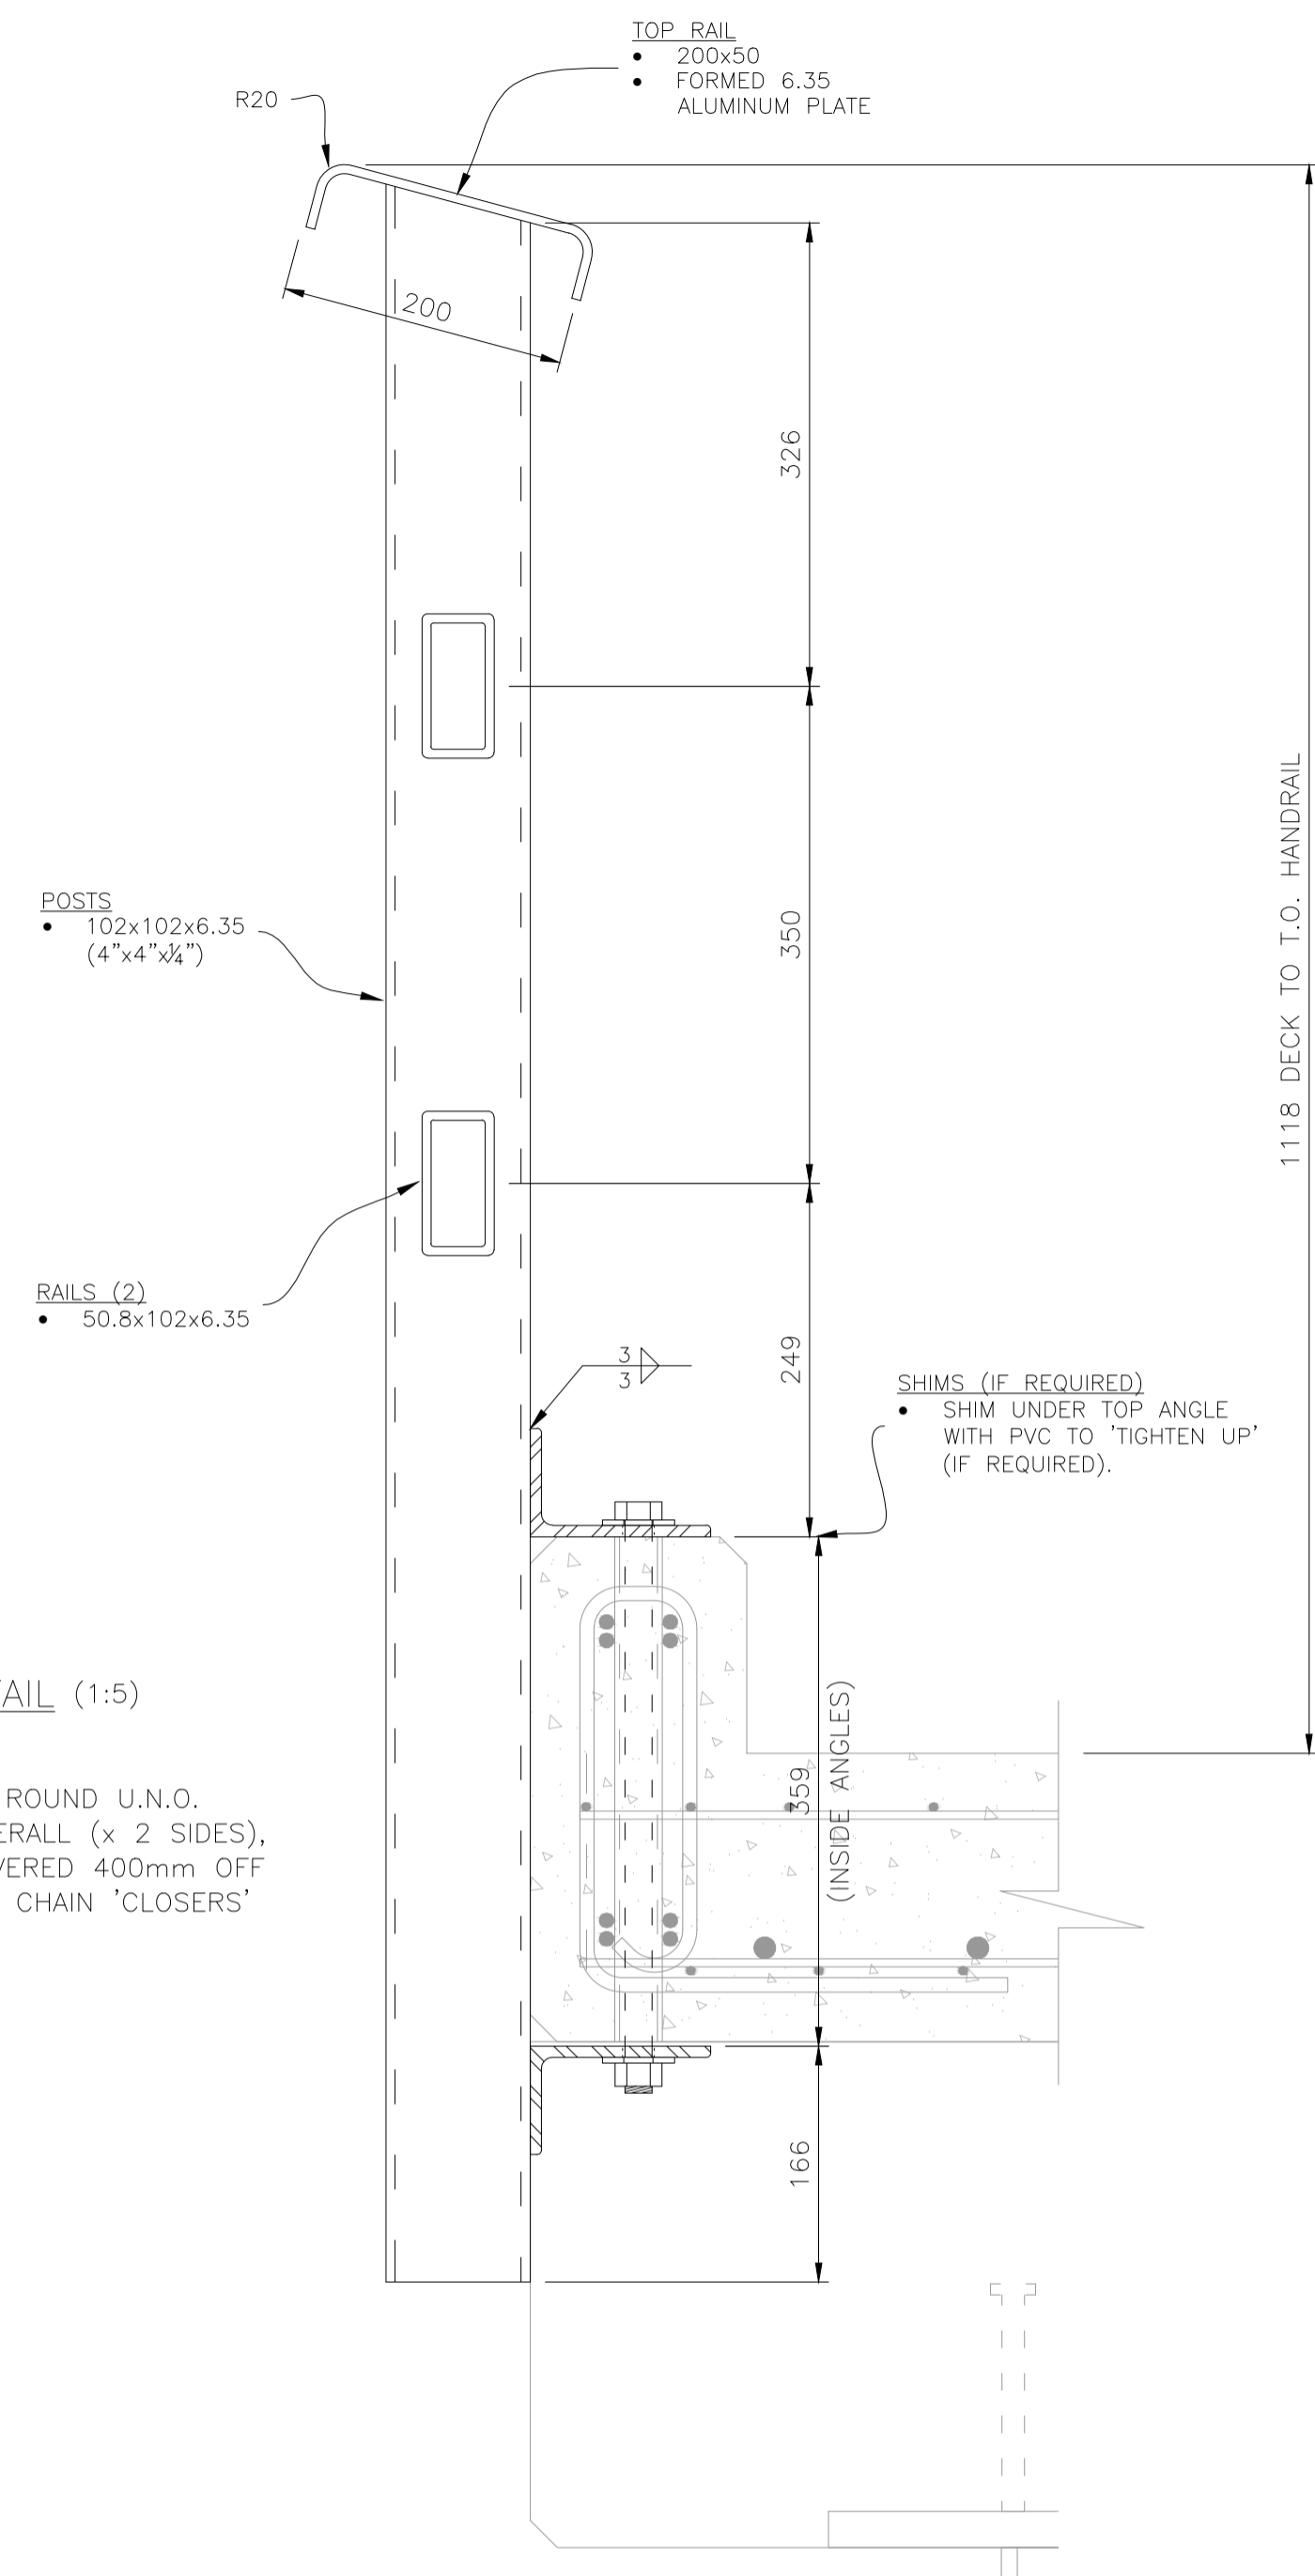 TOP RAIL
• 200x50
• FORMED 6.35
ALUMINUM PLATE
R20
200
326
350
1118 DECK TO T.O. HANDRAIL
POSTS
• 102x102x6.35
(4"x4"x¼")
RAILS (2)
• 50.8x102x6.35
249
3
3
SHIMS (IF REQUIRED)
• SHIM UNDER TOP ANGLE
WITH PVC TO 'TIGHTEN UP'
(IF REQUIRED).
TAIL (1:5)
359
(INSIDE ANGLES)
ROUND U.N.O.
ERALL (x 2 SIDES),
VERED 400mm OFF
CHAIN 'CLOSERS'
166